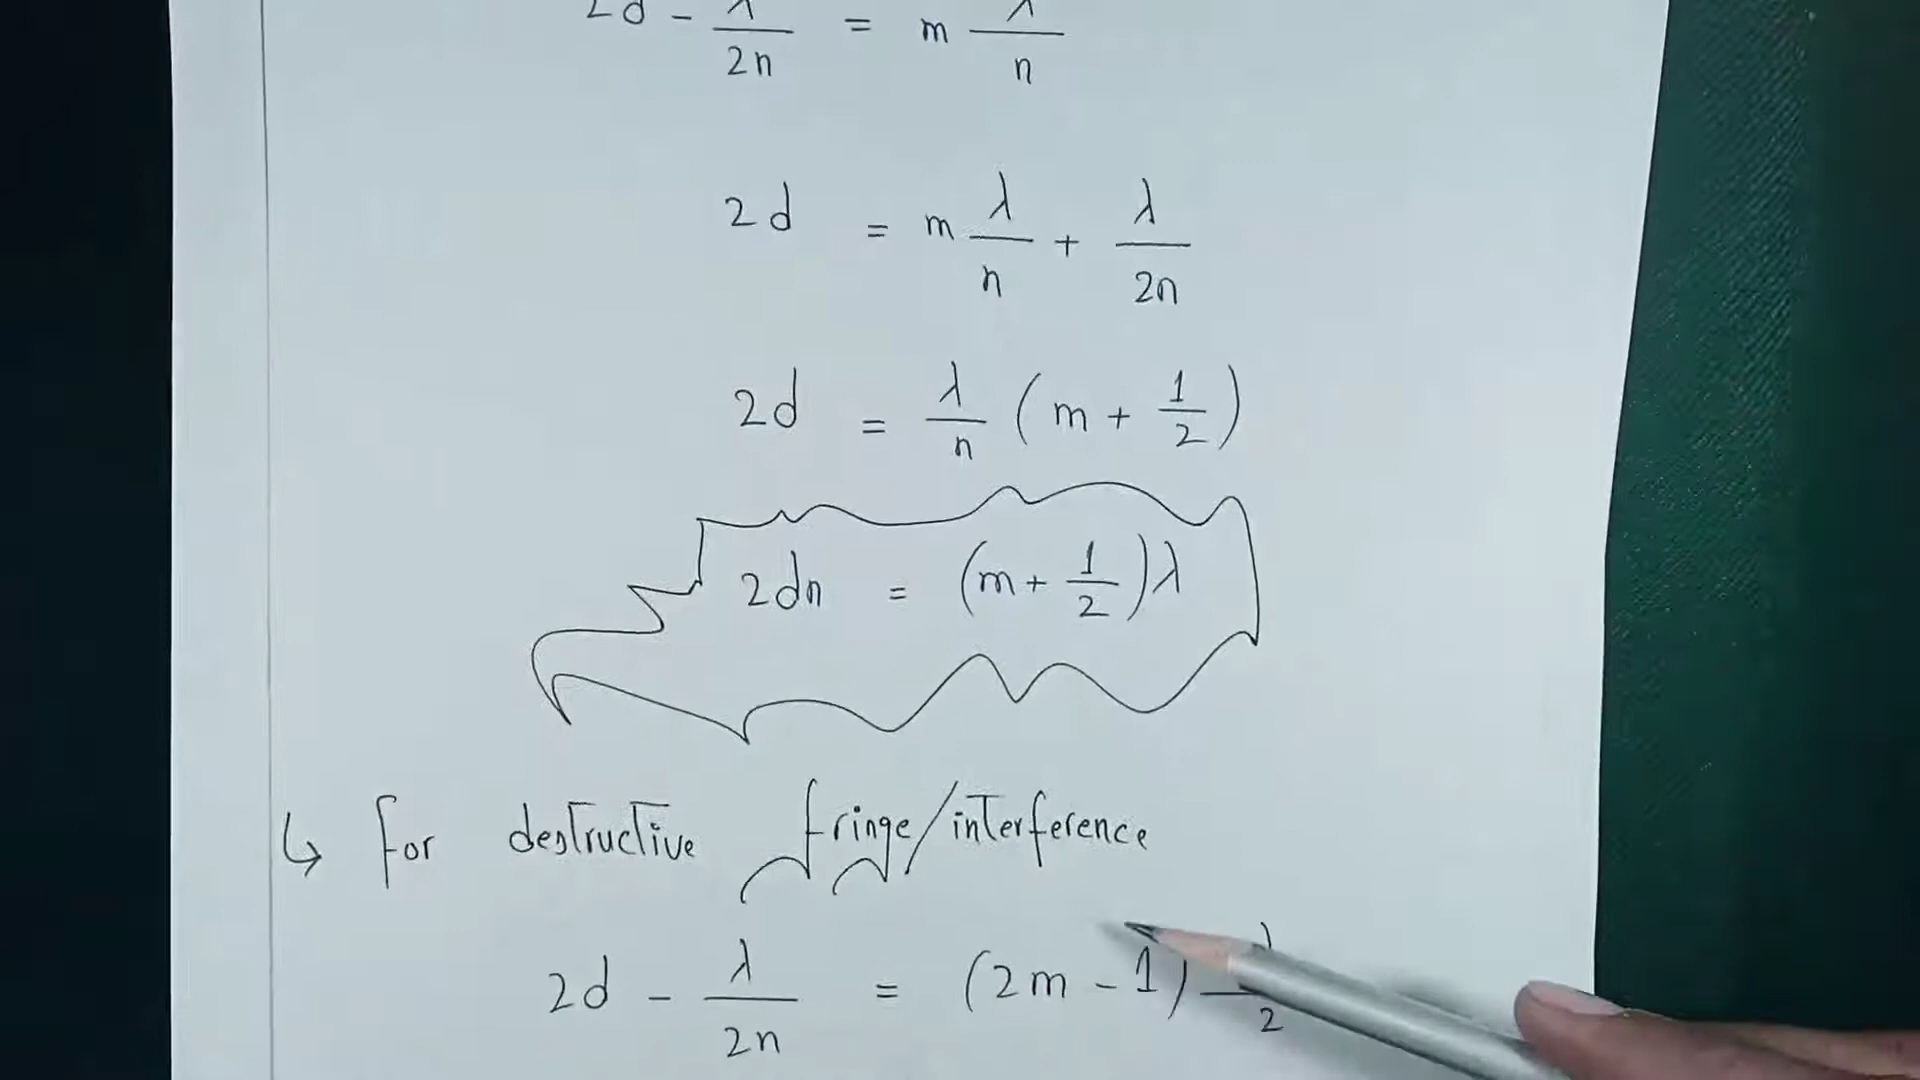 2d - λ/2n = m λ/n
2d = m λ/n + λ/2n
2d = λ/n (m + 1/2)
2dn = (m + 1/2) λ
↳ For destructive fringe/interference
2d - λ/2n = (2m - 1) λ/2